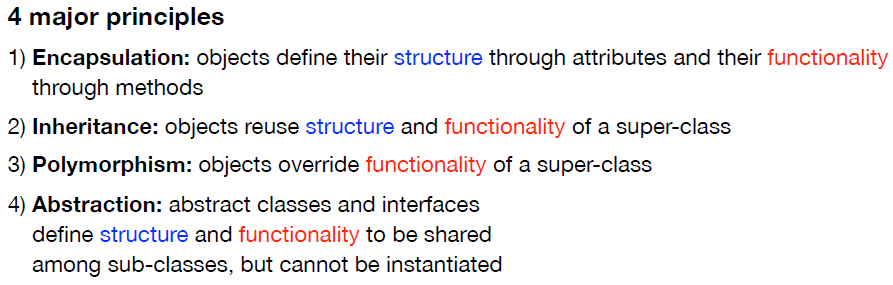 4 major principles
1) Encapsulation: objects define their structure through attributes and their functionality
through methods
2) Inheritance: objects reuse structure and functionality of a super-class
3) Polymorphism: objects override functionality of a super-class
4) Abstraction: abstract classes and interfaces
define structure and functionality to be shared
among sub-classes, but cannot be instantiated